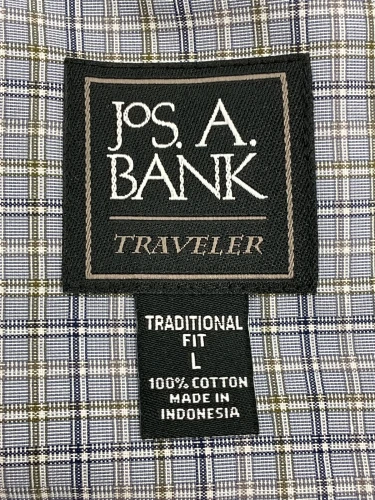 JoS. A.
BANK
TRAVELER
TRADITIONAL
FIT
L
100% COTTON
MADE IN
INDONESIA